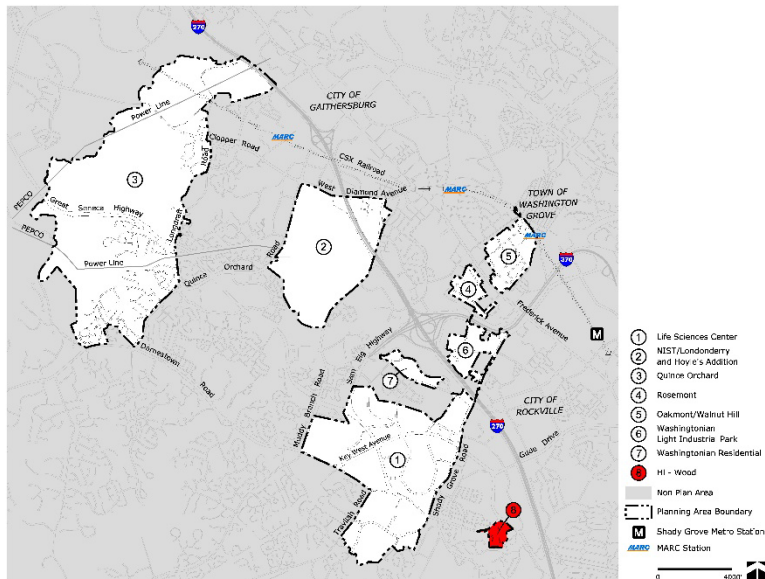 270
CITY OF
GAITHERSBURG
Power Line
Clopper Road
MARC
CSX Railroad
Road
3
West Diamond Avenue
MARC
TOWN OF
WASHINGTON
GROVE
PEPCO
Great Seneca Highway
Longdraft
MARC
PEPCO
2
5
270
Power Line
Quince Orchard Road
4
Frederick Avenue
M
Darnestown
Road
Sam Eig Highway
6
Muddy Branch Road
7
CITY OF
ROCKVILLE
270
Key West Avenue
Gude Drive
1
Shady Grove Road
Travilah Road
8
1 Life Sciences Center
2 NIST/Londonderry
and Hoyle's Addition
3 Quince Orchard
4 Rosemont
5 Oakmont/Walnut Hill
6 Washingtonian
Light Industrial Park
7 Washingtonian Residential
8 Hi - Wood
Non Plan Area
Planning Area Boundary
M Shady Grove Metro Station
MARC MARC Station
0 4000'